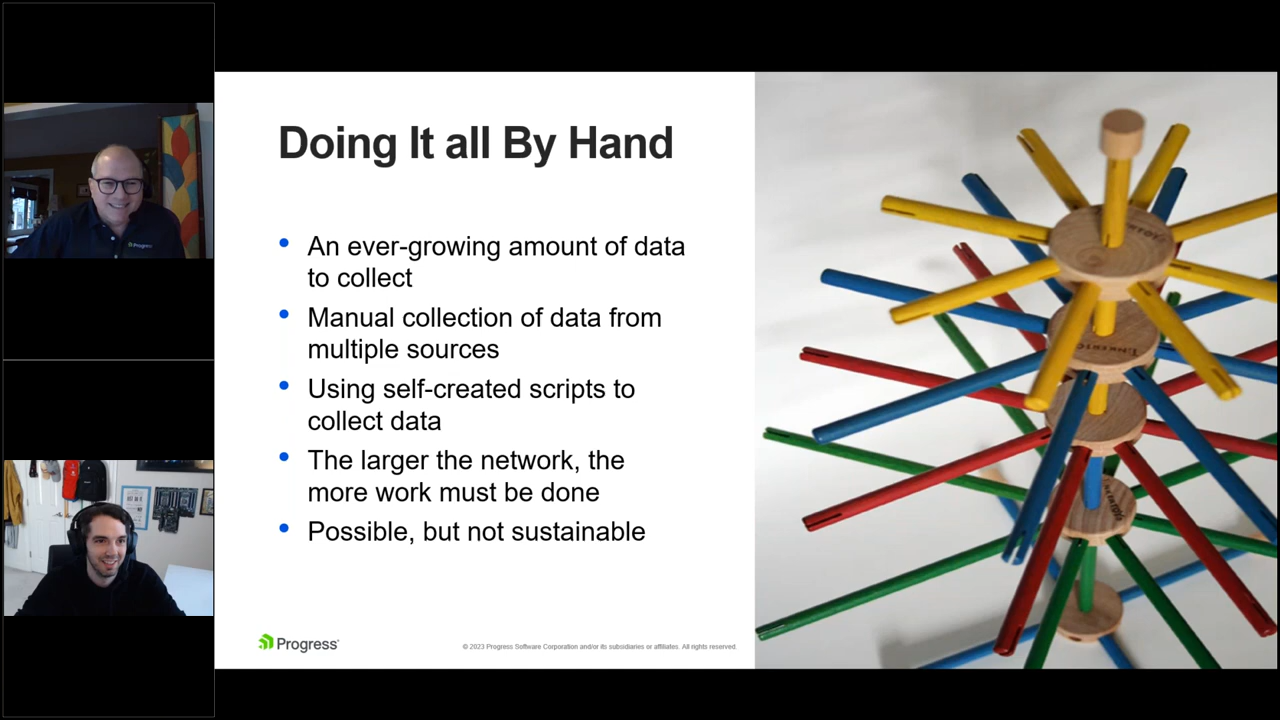 Doing It all By Hand
• An ever-growing amount of data
to collect
• Manual collection of data from
multiple sources
• Using self-created scripts to
collect data
• The larger the network, the
more work must be done
• Possible, but not sustainable
Progress
© 2023 Progress Software Corporation and/or its subsidiaries or affiliates. All rights reserved.
Progress